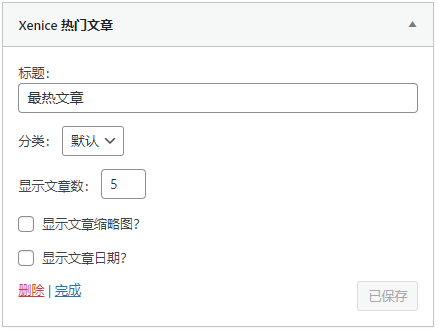 Xenice 热门文章
标题：
最热文章
分类： 默认
显示文章数： 5
显示文章缩略图?
显示文章日期?
删除 | 完成 已保存